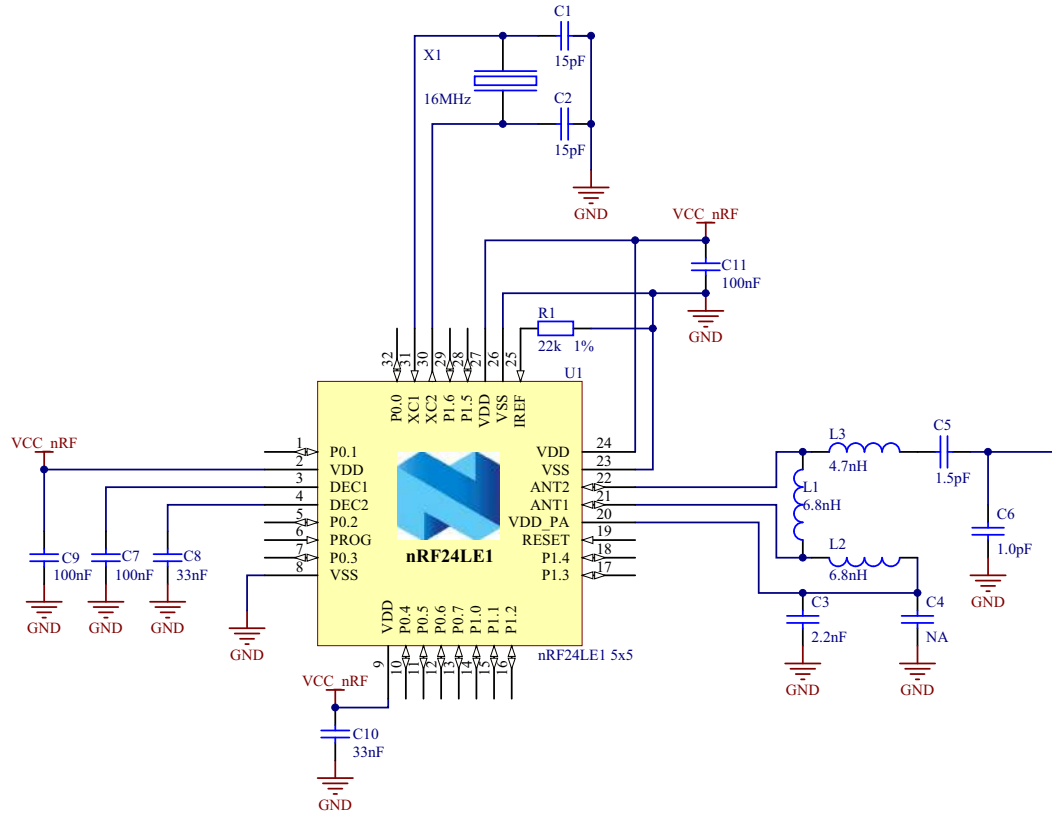 C1
15pF
X1
16MHz
C2
15pF
GND
VCC_nRF
C11
100nF
GND
R1
22k 1%
32
31
30
29
28
27
26
25
P0.0
XC1
XC2
P1.6
P1.5
VDD
VSS
IREF
U1
VCC_nRF
1 P0.1
2 VDD
3 DEC1
4 DEC2
5 P0.2
6 PROG
7 P0.3
8 VSS
nRF24LE1
VDD 24
VSS 23
ANT2 22
ANT1 21
VDD_PA 20
RESET 19
P1.4 18
P1.3 17
L3
4.7nH
C5
1.5pF
L1
6.8nH
L2
6.8nH
C6
1.0pF
GND
C9
100nF
GND
C7
100nF
GND
C8
33nF
GND
GND
C3
2.2nF
GND
C4
NA
GND
VDD
P0.4
P0.5
P0.6
P0.7
P1.0
P1.1
P1.2
9
10
11
12
13
14
15
16
nRF24LE1 5x5
VCC_nRF
C10
33nF
GND